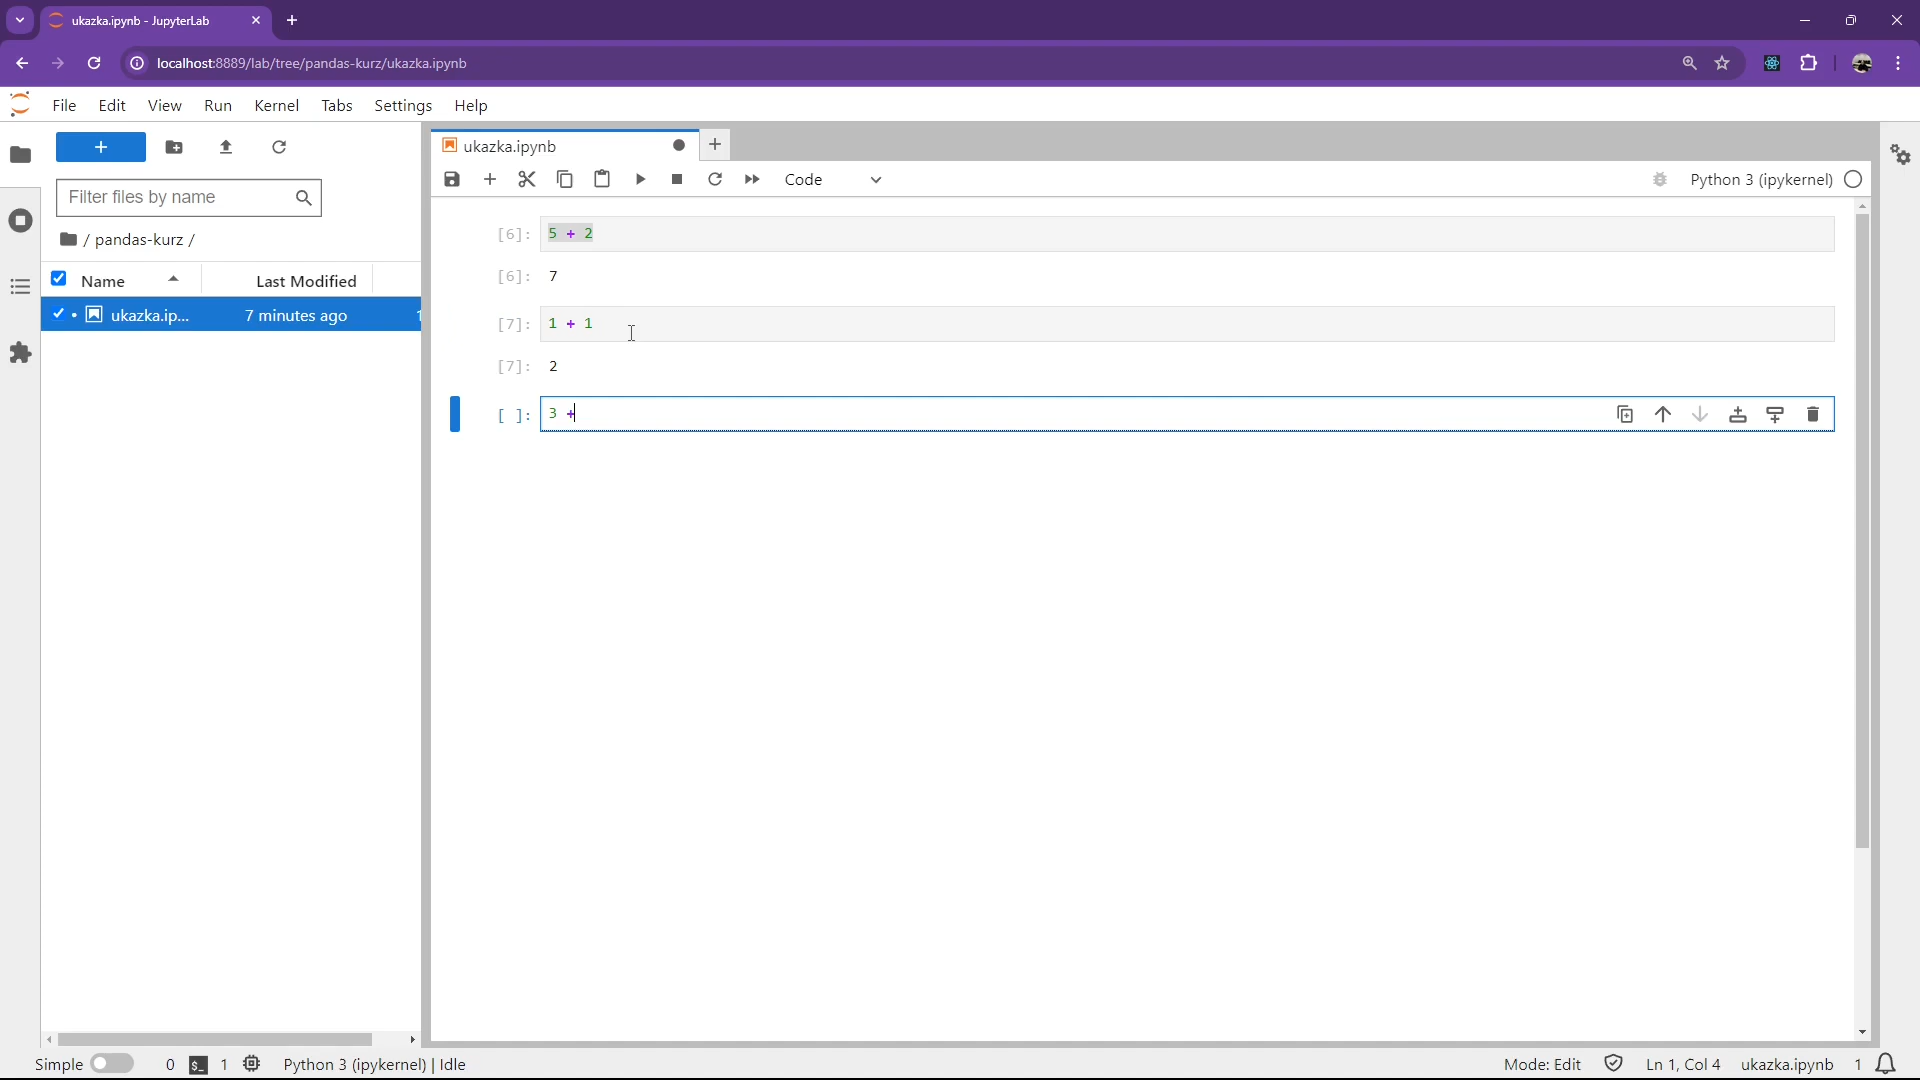 ukazka.ipynb - JupyterLab
localhost:8889/lab/tree/pandas-kurz/ukazka.ipynb
File Edit View Run Kernel Tabs Settings Help
Filter files by name
/ pandas-kurz /
Name Last Modified
ukazka.ip... 7 minutes ago 1
ukazka.ipynb
Code
Python 3 (ipykernel)
[6]: 5 + 2
[6]: 7
[7]: 1 + 1
[7]: 2
[ ]: 3 +
Simple 0 $_ 1 Python 3 (ipykernel) | Idle
Mode: Edit Ln 1, Col 4 ukazka.ipynb 1